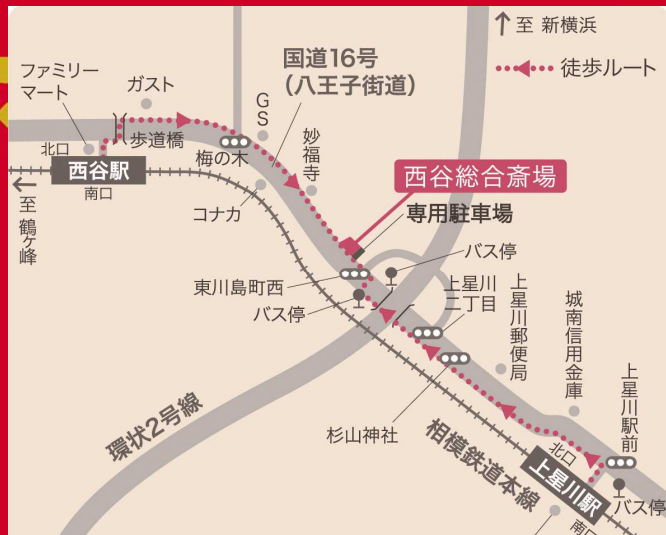 至 新横浜
徒歩ルート
国道16号
(八王子街道)
ファミリー
マート
ガスト
GS
妙福寺
北口
歩道橋
梅の木
西谷駅
南口
コナカ
至 鶴ヶ峰
西谷総合斎場
専用駐車場
バス停
東川島町西
バス停
上星川
二丁目
上星川郵便局
城南信用金庫
上星川駅前
杉山神社
環状2号線
相模鉄道本線
北口
上星川駅
バス停
南口